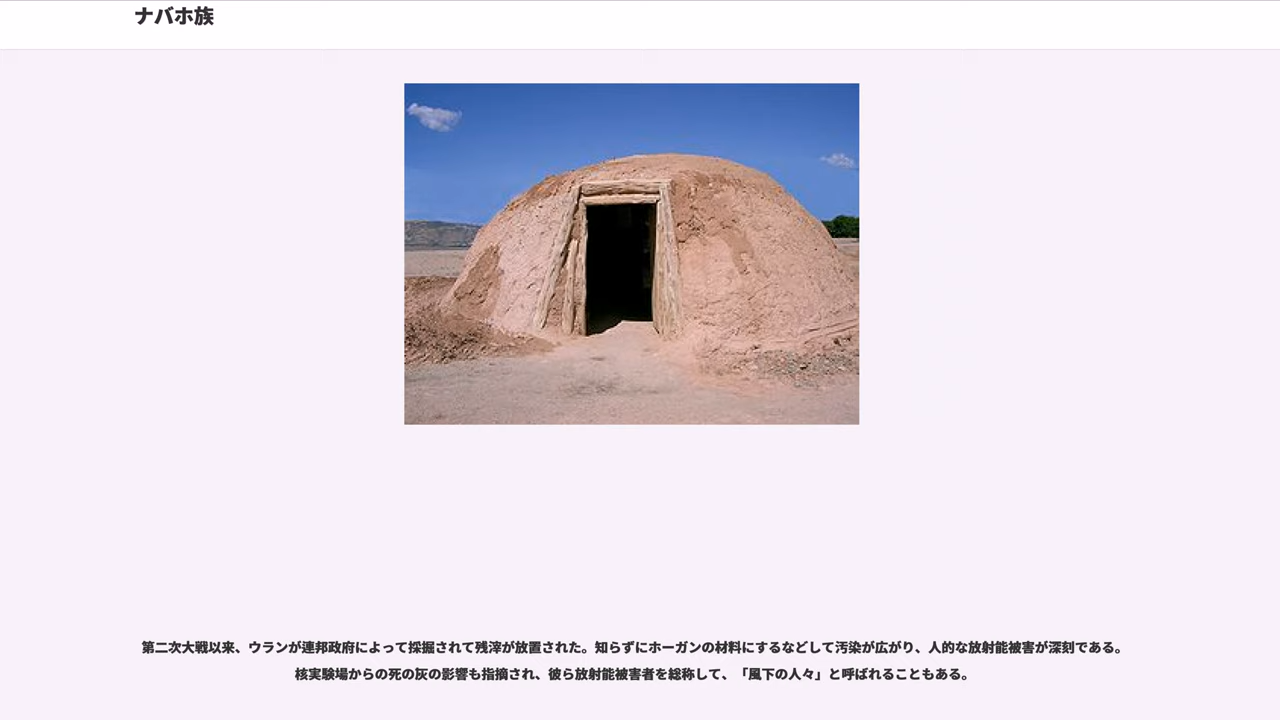 ナバホ族
第二次大戦以来、ウランが連邦政府によって採掘されて残滓が放置された。知らずにホーガンの材料にするなどして汚染が広がり、人的な放射能被害が深刻である。
核実験場からの死の灰の影響も指摘され、彼ら放射能被害者を総称して、「風下の人々」と呼ばれることもある。